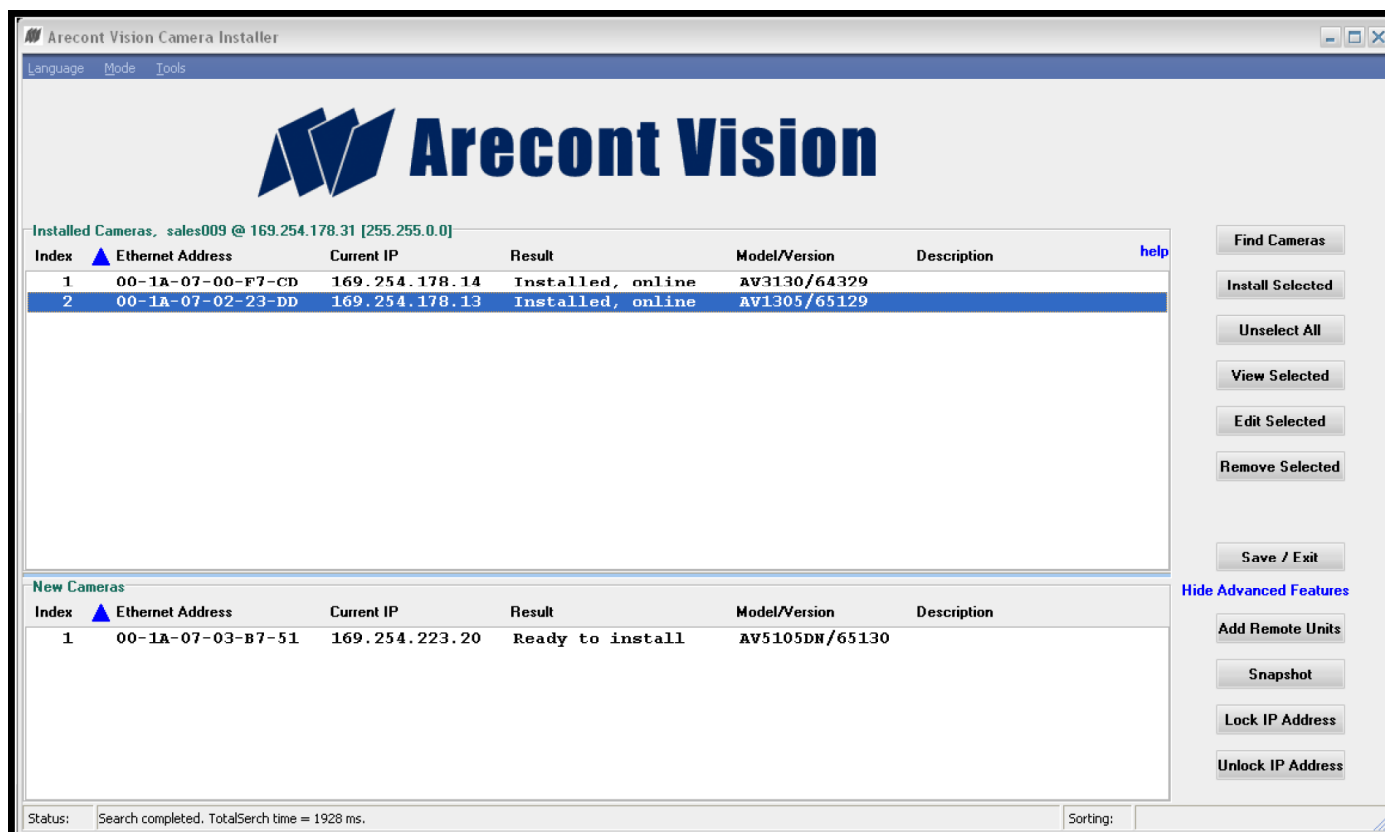 Arecont Vision Camera Installer
Language Mode Tools
Arecont Vision
Installed Cameras, sales009 @ 169.254.178.31 [255.255.0.0]
Index Ethernet Address Current IP Result Model/Version Description help
1 00-1A-07-00-F7-CD 169.254.178.14 Installed, online AV3130/64329
2 00-1A-07-02-23-DD 169.254.178.13 Installed, online AV1305/65129
Find Cameras
Install Selected
Unselect All
View Selected
Edit Selected
Remove Selected
Save / Exit
New Cameras
Index Ethernet Address Current IP Result Model/Version Description
1 00-1A-07-03-B7-51 169.254.223.20 Ready to install AV5105DN/65130
Hide Advanced Features
Add Remote Units
Snapshot
Lock IP Address
Unlock IP Address
Status: Search completed. TotalSerch time = 1928 ms. Sorting: